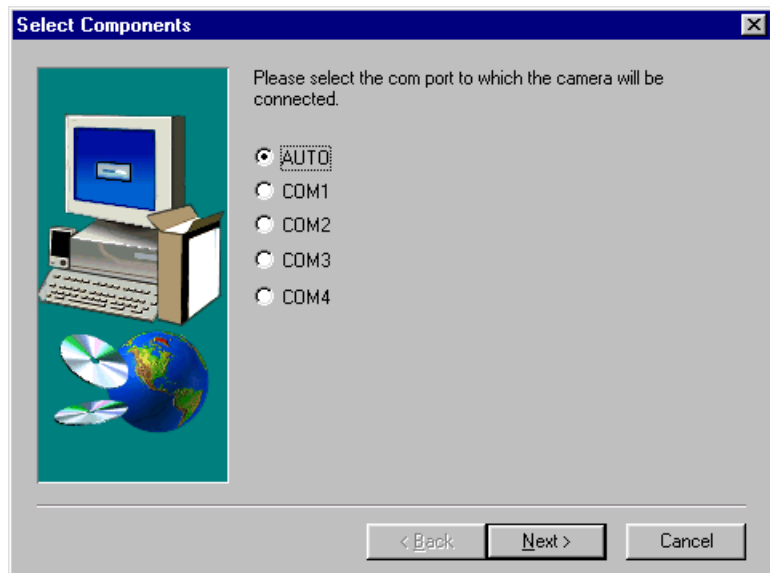 Select Components
Please select the com port to which the camera will be
connected.
AUTO
COM1
COM2
COM3
COM4
< Back
Next >
Cancel